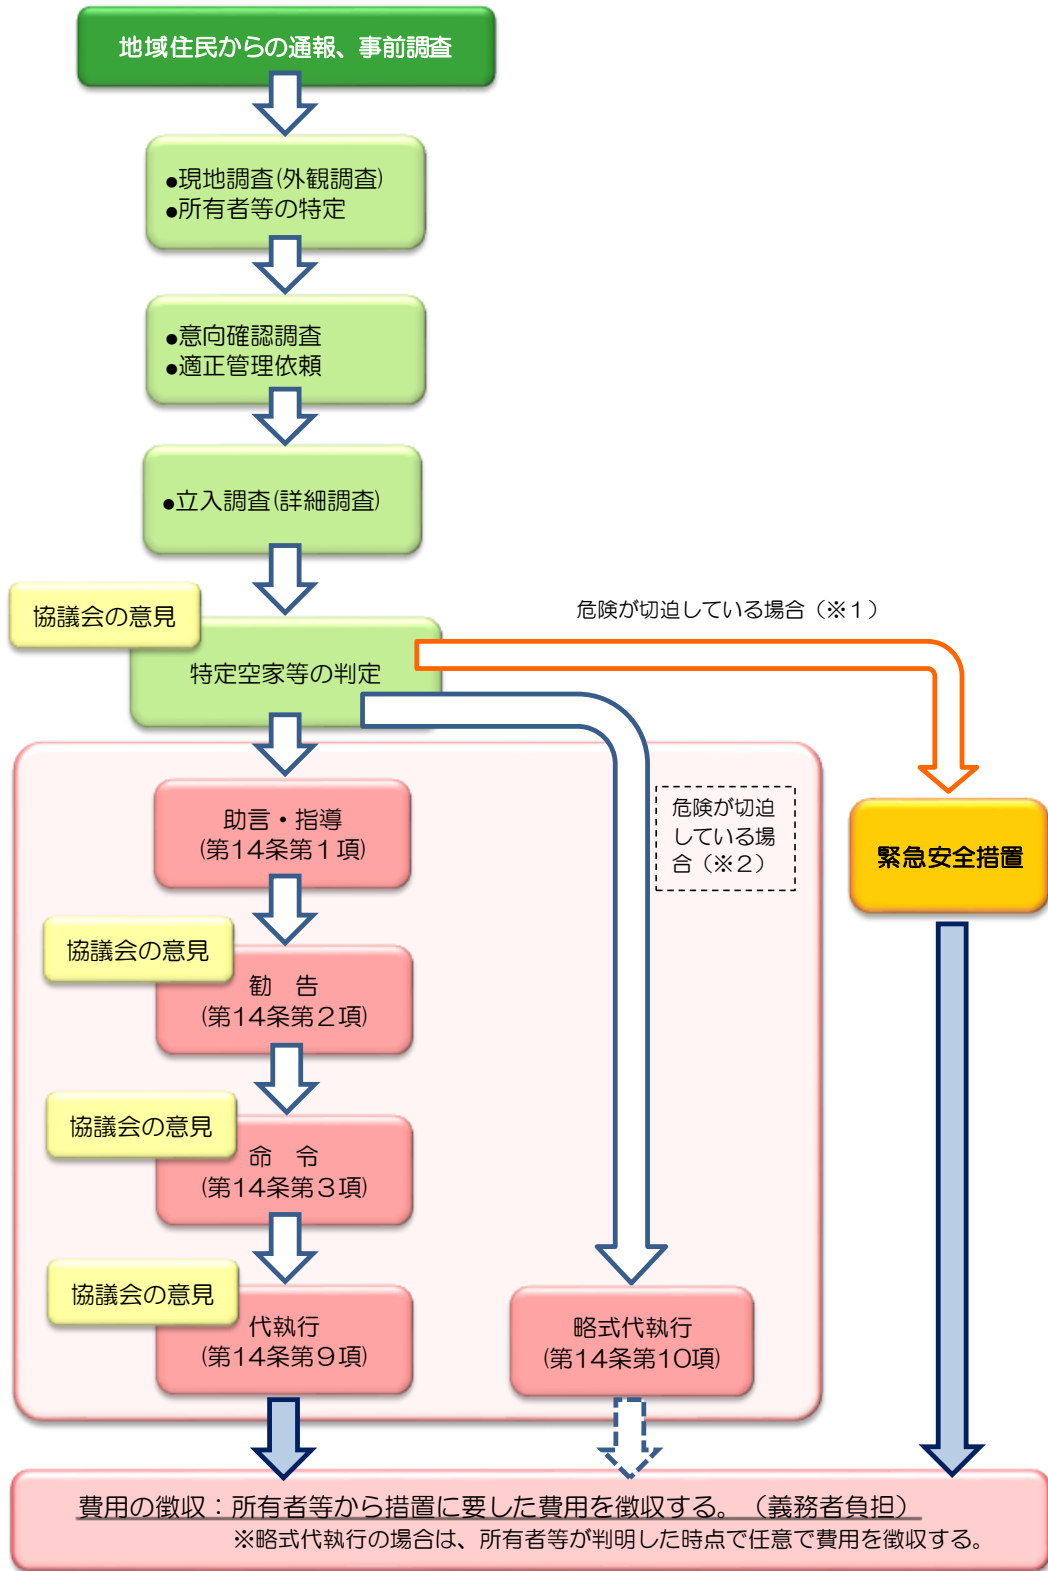 地域住民からの通報、事前調査
●現地調査(外観調査)
●所有者等の特定
●意向確認調査
●適正管理依頼
●立入調査(詳細調査)
協議会の意見
特定空家等の判定
危険が切迫している場合（※１）
助言・指導
(第14条第１項)
危険が切迫
している場
合（※２）
緊急安全措置
協議会の意見
勧　告
(第14条第２項)
協議会の意見
命　令
(第14条第３項)
協議会の意見
代執行
(第14条第９項)
略式代執行
(第14条第10項)
費用の徴収：所有者等から措置に要した費用を徴収する。（義務者負担）
※略式代執行の場合は、所有者等が判明した時点で任意で費用を徴収する。